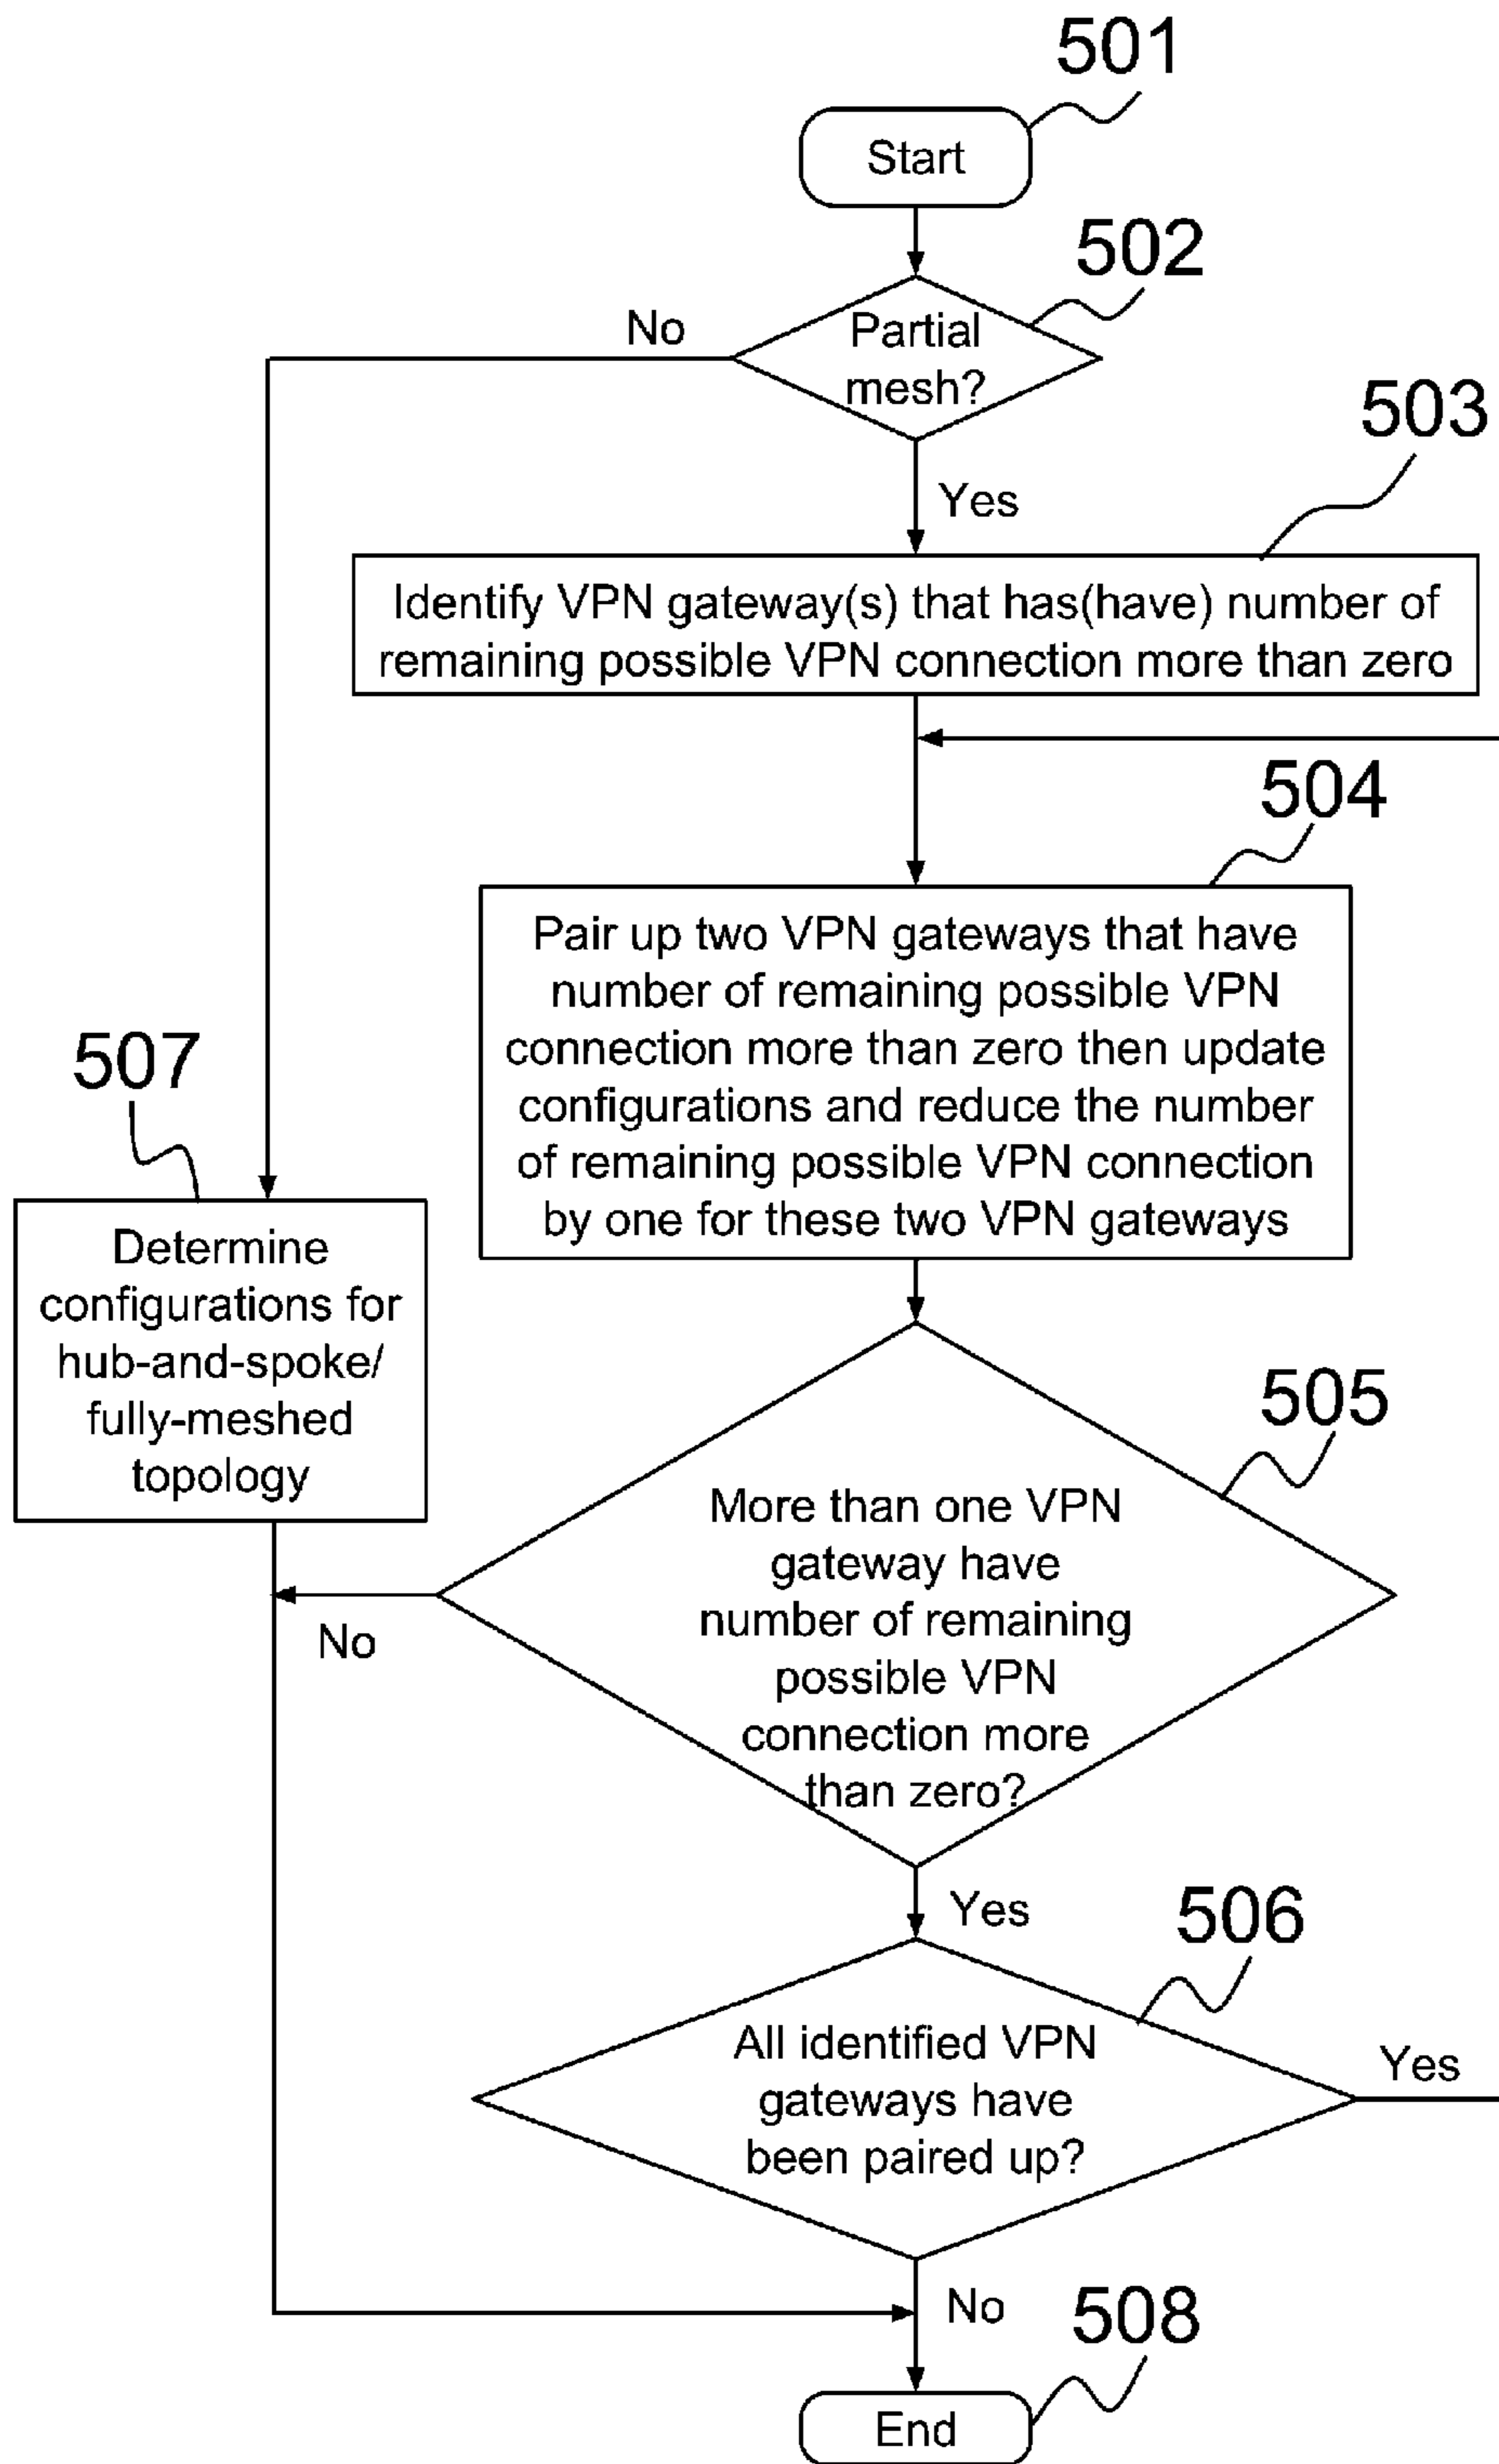 501
Start
502
No
Partial
mesh?
503
Yes
Identify VPN gateway(s) that has(have) number of
remaining possible VPN connection more than zero
504
Pair up two VPN gateways that have
number of remaining possible VPN
connection more than zero then update
configurations and reduce the number
of remaining possible VPN connection
by one for these two VPN gateways
507
Determine
configurations for
hub-and-spoke/
fully-meshed
topology
505
More than one VPN
gateway have
number of remaining
possible VPN
connection more
than zero?
No
Yes
506
All identified VPN
gateways have
been paired up?
Yes
No
508
End